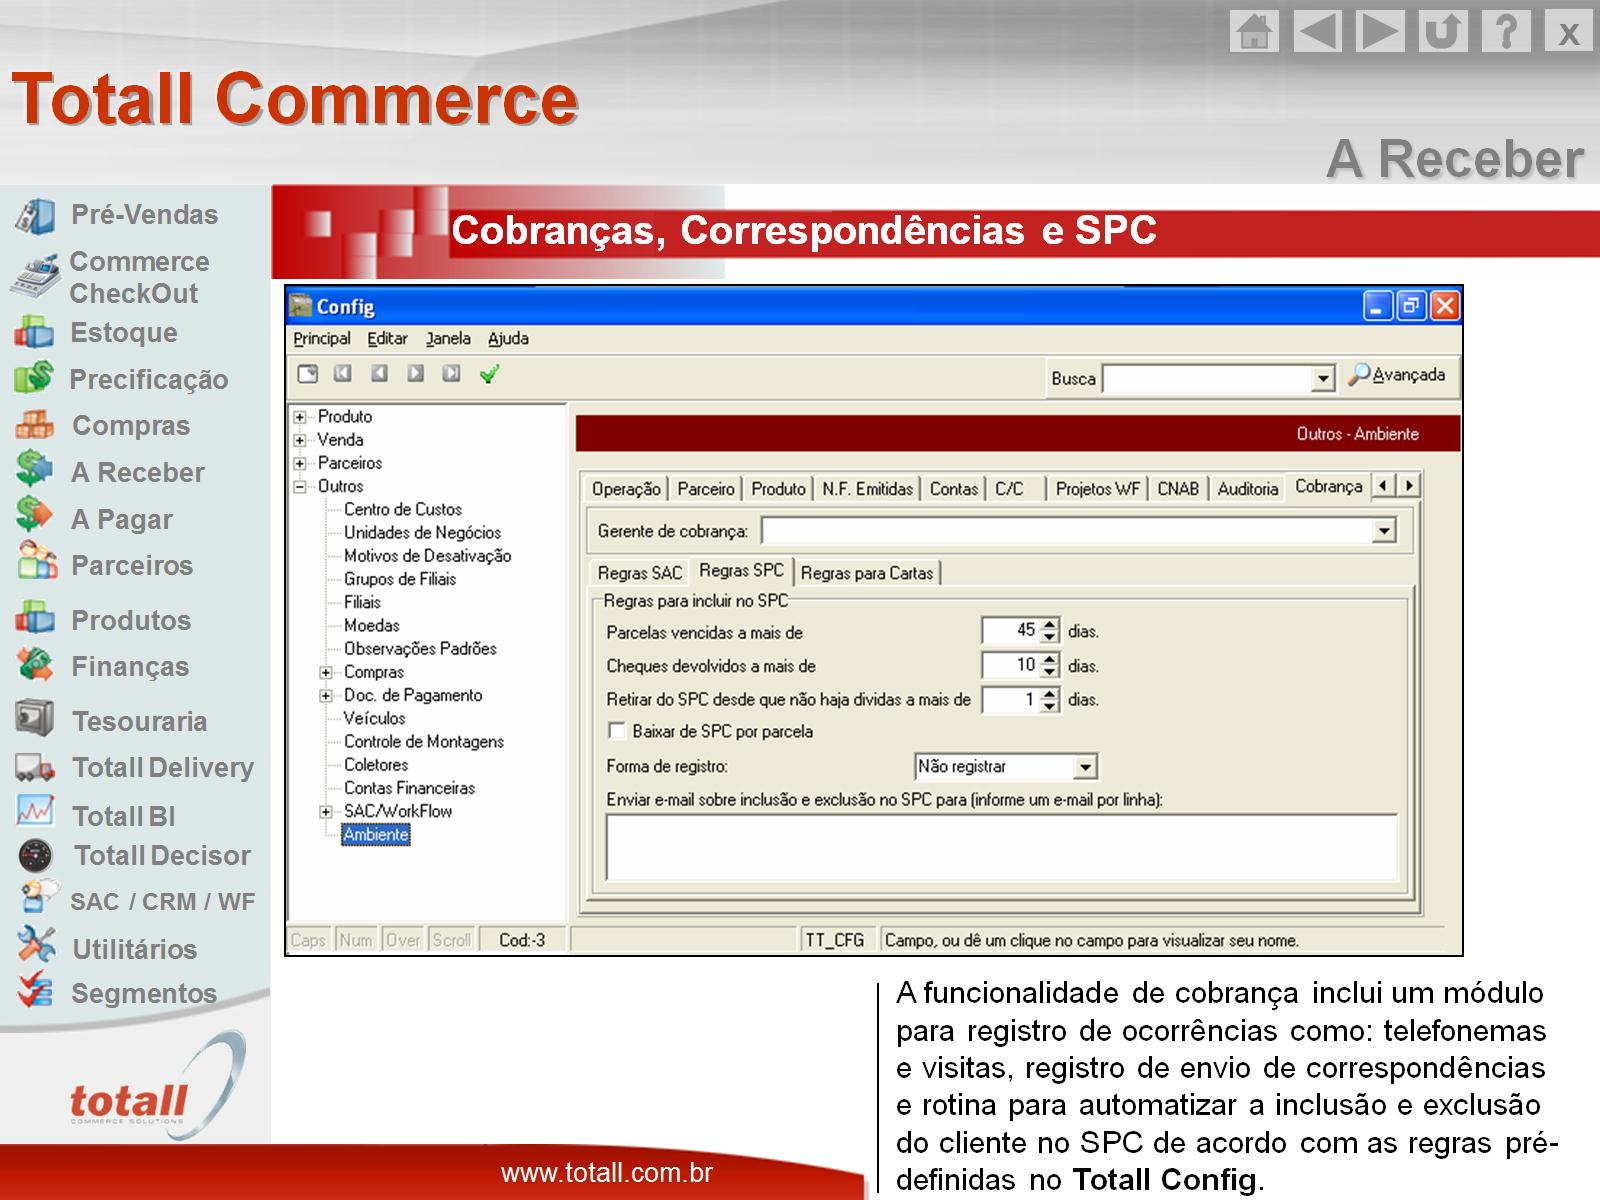 x
Totall Commerce
A Receber
Pré-Vendas
Commerce
CheckOut
Estoque
Precificação
Compras
A Receber
A Pagar
Parceiros
Produtos
Finanças
Tesouraria
Totall Delivery
Totall BI
Totall Decisor
SAC / CRM / WF
Utilitários
Segmentos
totall
COMMERCE SOLUTIONS
Cobranças, Correspondências e SPC
Config
Principal Editar Janela Ajuda
Busca Avançada
Produto
Venda
Parceiros
Outros
Centro de Custos
Unidades de Negócios
Motivos de Desativação
Grupos de Filiais
Filiais
Moedas
Observações Padrões
Compras
Doc. de Pagamento
Veículos
Controle de Montagens
Coletores
Contas Financeiras
SAC/WorkFlow
Ambiente
Outros - Ambiente
Operação Parceiro Produto N.F. Emitidas Contas C/C Projetos WF CNAB Auditoria Cobrança
Gerente de cobrança:
Regras SAC Regras SPC Regras para Cartas
Regras para incluir no SPC
Parcelas vencidas a mais de 45 dias.
Cheques devolvidos a mais de 10 dias.
Retirar do SPC desde que não haja dividas a mais de 1 dias.
Baixar de SPC por parcela
Forma de registro: Não registrar
Enviar e-mail sobre inclusão e exclusão no SPC para (informe um e-mail por linha):
Caps Num Over Scroll Cod:-3 TT_CFG Campo, ou dê um clique no campo para visualizar seu nome.
A funcionalidade de cobrança inclui um módulo
para registro de ocorrências como: telefonemas
e visitas, registro de envio de correspondências
e rotina para automatizar a inclusão e exclusão
do cliente no SPC de acordo com as regras pré-
definidas no Totall Config.
www.totall.com.br